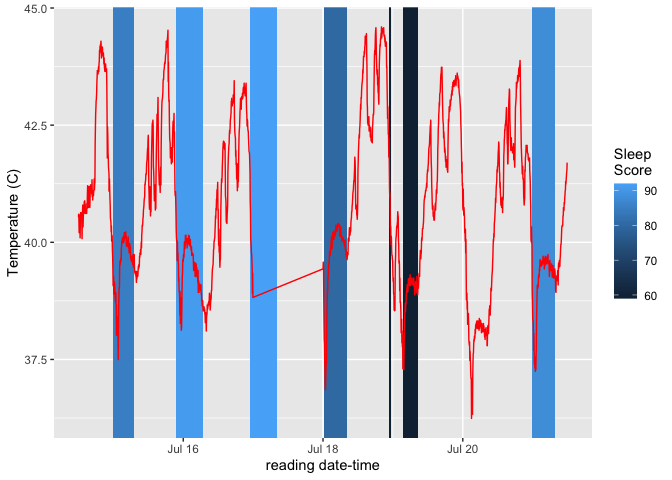 45.0
42.5
40.0
37.5
Temperature (C)
Jul 16
Jul 18
Jul 20
reading date-time
Sleep
Score
90
80
70
60